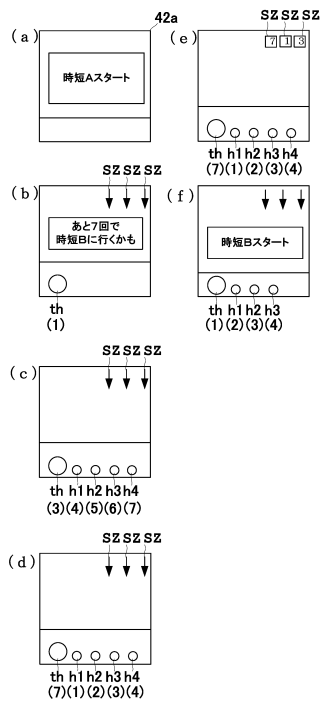 (a)
42a
時短Aスタート
(b)
SZ SZ SZ
あと7回で
時短Bに行くかも
th
(1)
(c)
SZ SZ SZ
th h1 h2 h3 h4
(3)(4)(5)(6)(7)
(d)
SZ SZ SZ
th h1 h2 h3 h4
(7)(1)(2)(3)(4)
(e)
SZ SZ SZ
7 1 3
th h1 h2 h3 h4
(7)(1)(2)(3)(4)
(f)
時短Bスタート
th h1 h2 h3
(1)(2)(3)(4)